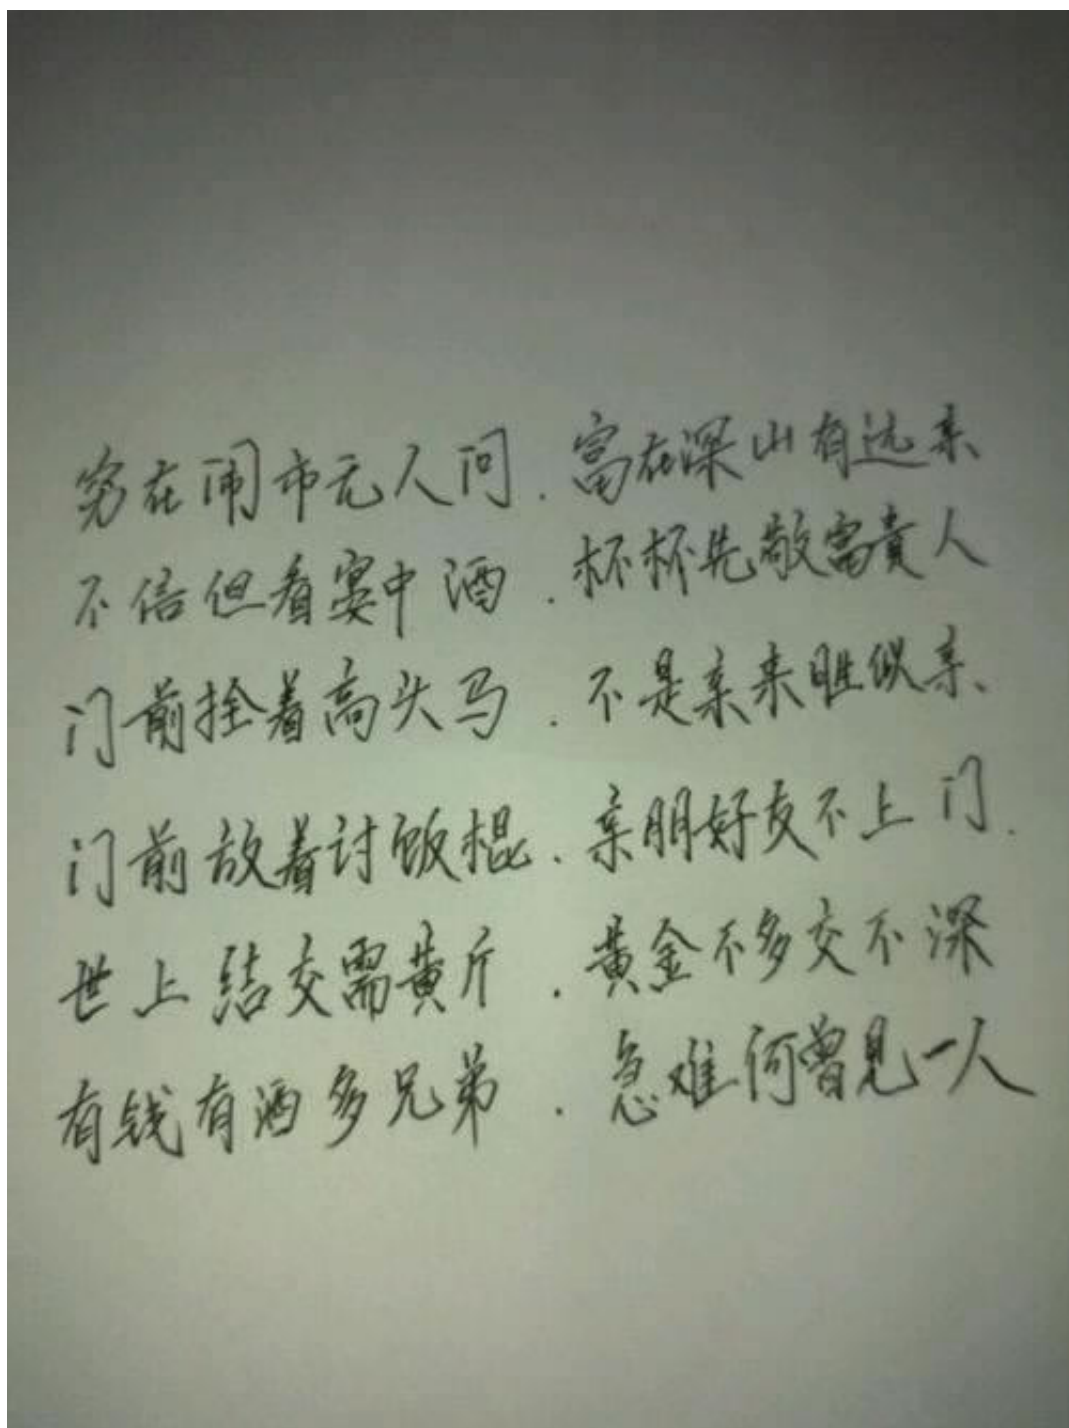 穷在闹市无人问.富在深山有远亲
不信但看宴中酒.杯杯先敬富贵人
门前拴着高头马.不是亲来胜似亲、
门前放着讨饭棍.亲朋好友不上门.
世上结交需黄斤.黄金不多交不深
有钱有酒多兄弟.急难何曾见一人